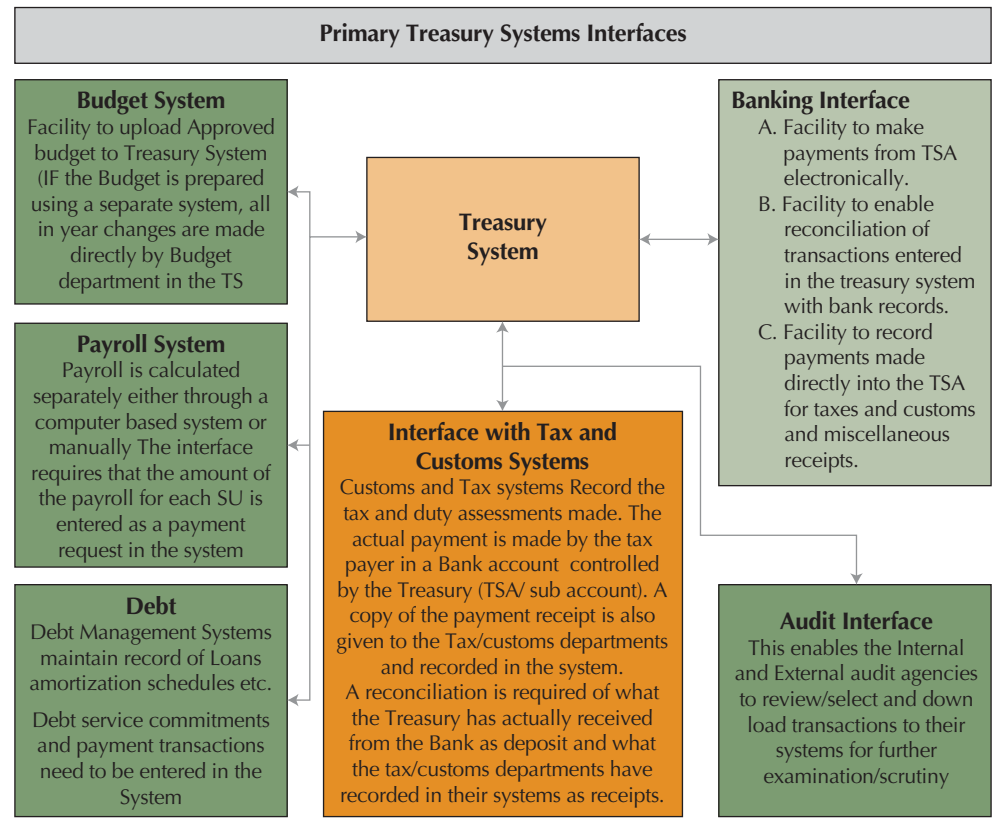 Primary Treasury Systems Interfaces
Budget System
Facility to upload Approved
budget to Treasury System
(IF the Budget is prepared
using a separate system, all
in year changes are made
directly by Budget
department in the TS
Payroll System
Payroll is calculated
separately either through a
computer based system or
manually The interface
requires that the amount of
the payroll for each SU is
entered as a payment
request in the system
Debt
Debt Management Systems
maintain record of Loans
amortization schedules etc.
Debt service commitments
and payment transactions
need to be entered in the
System
Treasury
System
Interface with Tax and
Customs Systems
Customs and Tax systems Record the
tax and duty assessments made. The
actual payment is made by the tax
payer in a Bank account controlled
by the Treasury (TSA/ sub account). A
copy of the payment receipt is also
given to the Tax/customs departments
and recorded in the system.
A reconciliation is required of what
the Treasury has actually received
from the Bank as deposit and what
the tax/customs departments have
recorded in their systems as receipts.
Banking Interface
A. Facility to make
payments from TSA
electronically.
B. Facility to enable
reconciliation of
transactions entered
in the treasury system
with bank records.
C. Facility to record
payments made
directly into the TSA
for taxes and customs
and miscellaneous
receipts.
Audit Interface
This enables the Internal
and External audit agencies
to review/select and down
load transactions to their
systems for further
examination/scrutiny